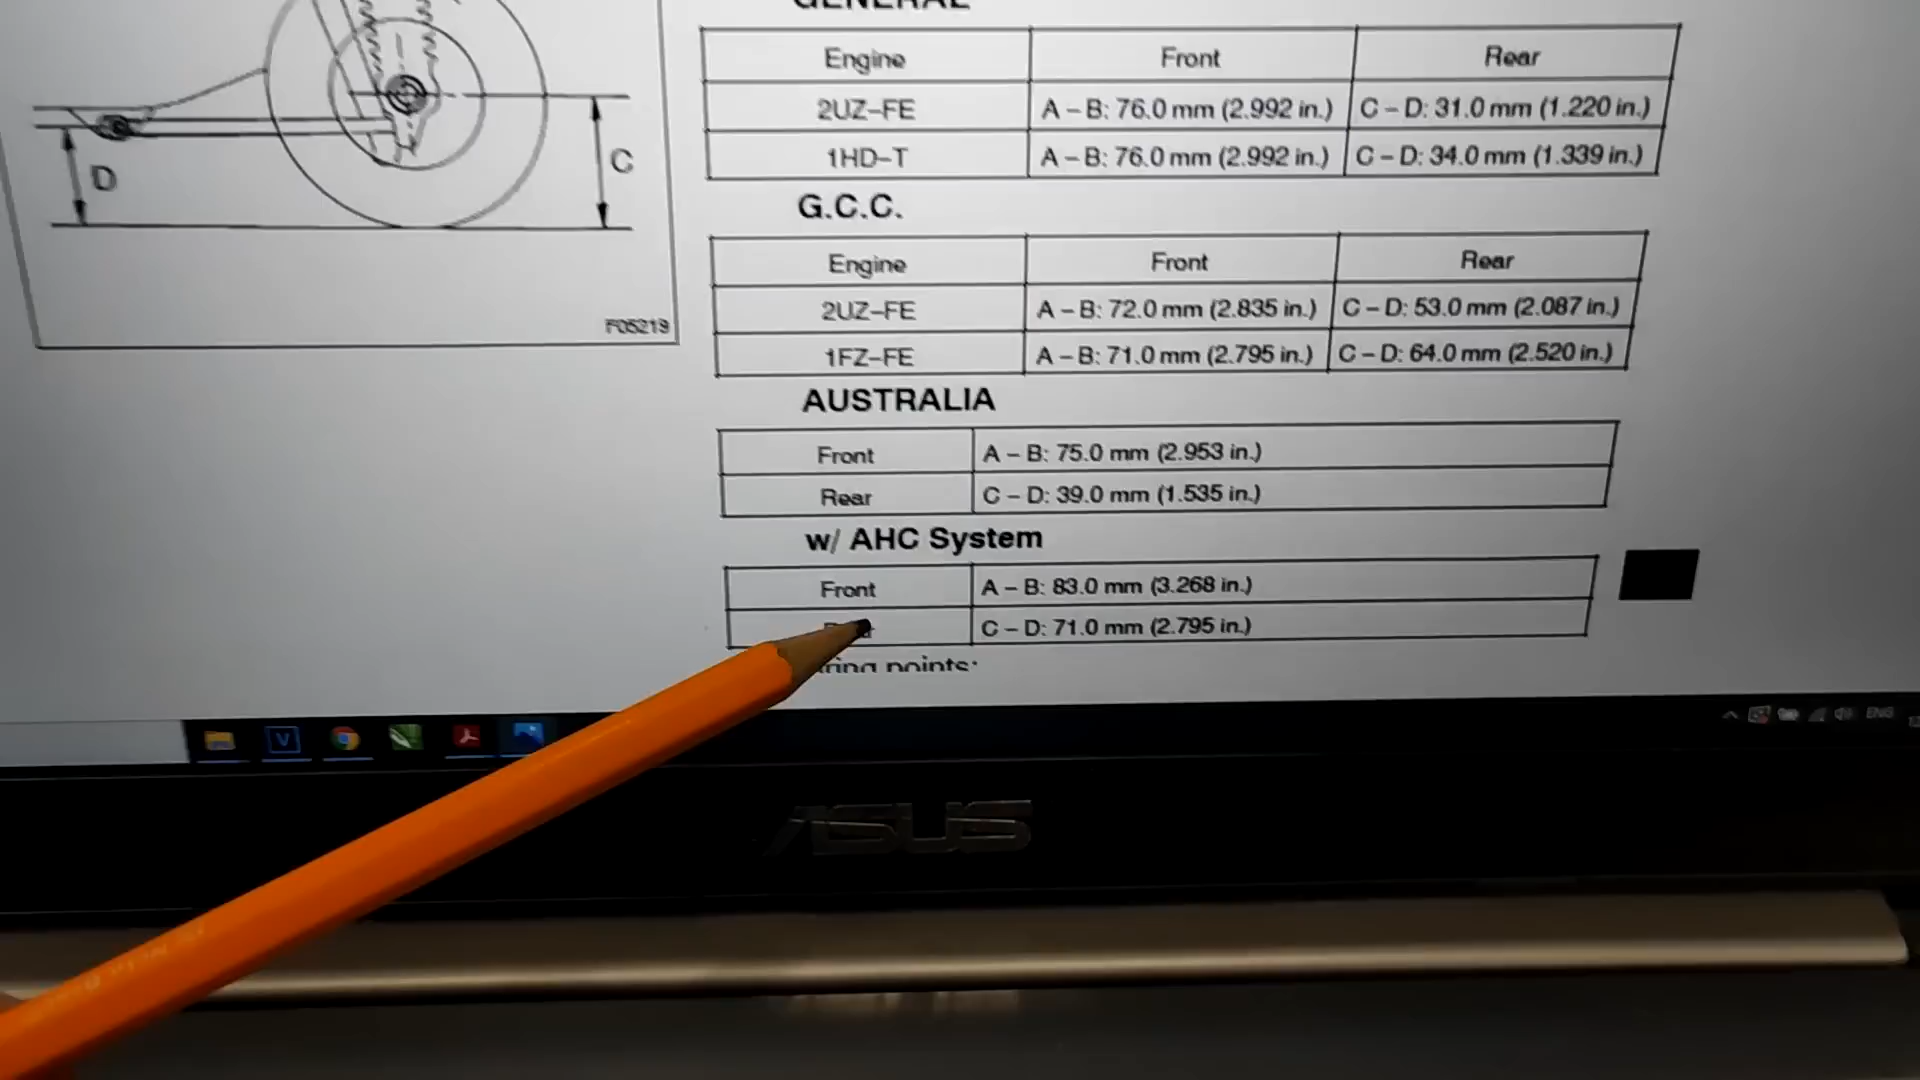 GENERAL
Engine Front Rear
2UZ–FE A – B: 76.0 mm (2.992 in.) C – D: 31.0 mm (1.220 in.)
1HD–T A – B: 76.0 mm (2.992 in.) C – D: 34.0 mm (1.339 in.)
D
C
F05219
G.C.C.
Engine Front Rear
2UZ–FE A – B: 72.0 mm (2.835 in.) C – D: 53.0 mm (2.087 in.)
1FZ–FE A – B: 71.0 mm (2.795 in.) C – D: 64.0 mm (2.520 in.)
AUSTRALIA
Front A – B: 75.0 mm (2.953 in.)
Rear C – D: 39.0 mm (1.535 in.)
w/ AHC System
Front A – B: 83.0 mm (3.268 in.)
C – D: 71.0 mm (2.795 in.)
points:
V
ENG
ASUS